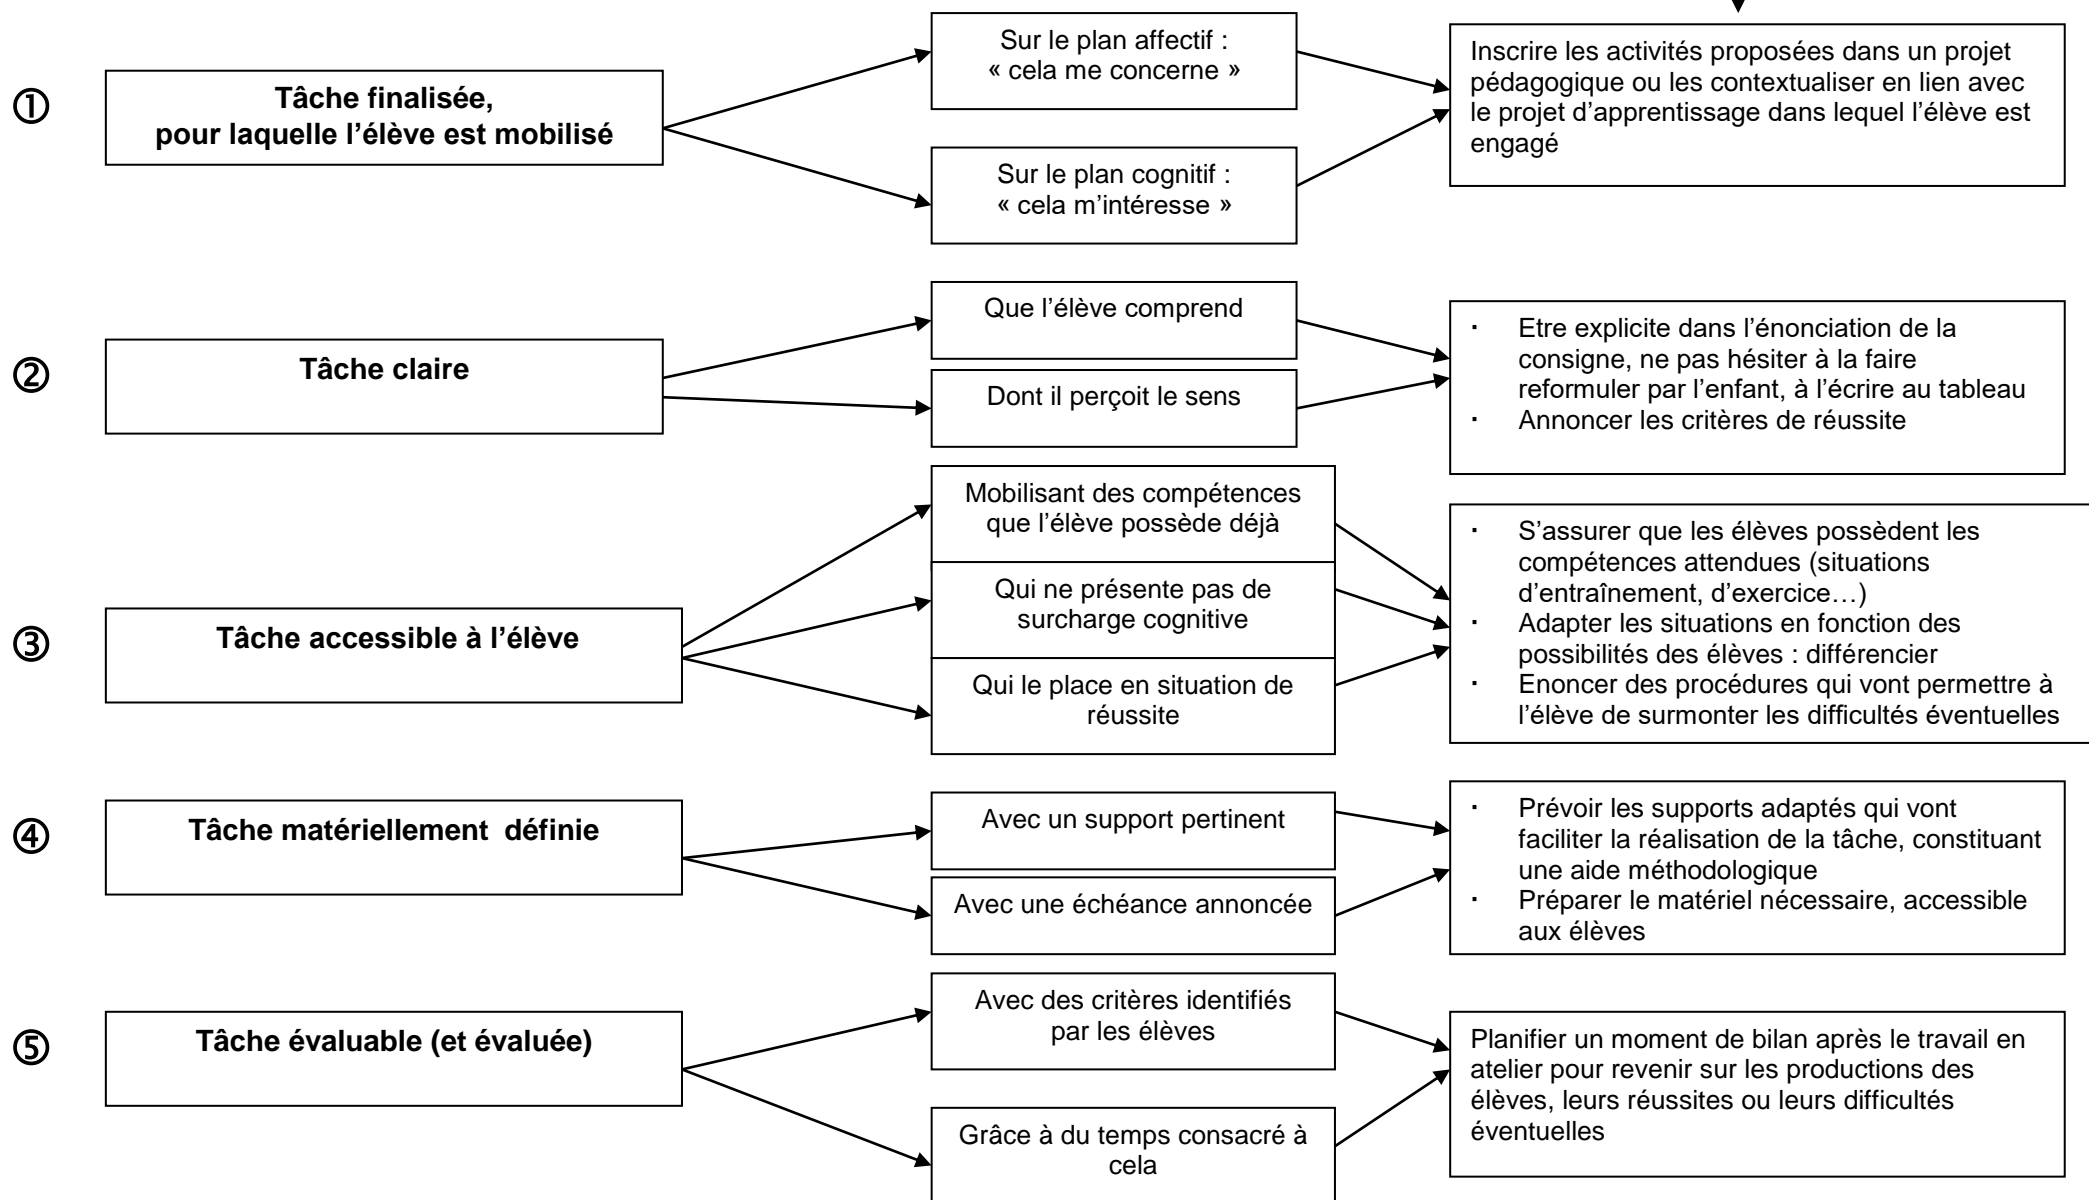 ①
Tâche finalisée,
pour laquelle l’élève est mobilisé
Sur le plan affectif :
« cela me concerne »
Sur le plan cognitif :
« cela m’intéresse »
Inscrire les activités proposées dans un projet
pédagogique ou les contextualiser en lien avec
le projet d’apprentissage dans lequel l’élève est
engagé
②
Tâche claire
Que l’élève comprend
Dont il perçoit le sens
· Etre explicite dans l’énonciation de la
consigne, ne pas hésiter à la faire
reformuler par l’enfant, à l’écrire au tableau
· Annoncer les critères de réussite
③
Tâche accessible à l’élève
Mobilisant des compétences
que l’élève possède déjà
Qui ne présente pas de
surcharge cognitive
Qui le place en situation de
réussite
· S’assurer que les élèves possèdent les
compétences attendues (situations
d’entraînement, d’exercice…)
· Adapter les situations en fonction des
possibilités des élèves : différencier
· Enoncer des procédures qui vont permettre à
l’élève de surmonter les difficultés éventuelles
④
Tâche matériellement  définie
Avec un support pertinent
Avec une échéance annoncée
· Prévoir les supports adaptés qui vont
faciliter la réalisation de la tâche, constituant
une aide méthodologique
· Préparer le matériel nécessaire, accessible
aux élèves
⑤
Tâche évaluable (et évaluée)
Avec des critères identifiés
par les élèves
Grâce à du temps consacré à
cela
Planifier un moment de bilan après le travail en
atelier pour revenir sur les productions des
élèves, leurs réussites ou leurs difficultés
éventuelles